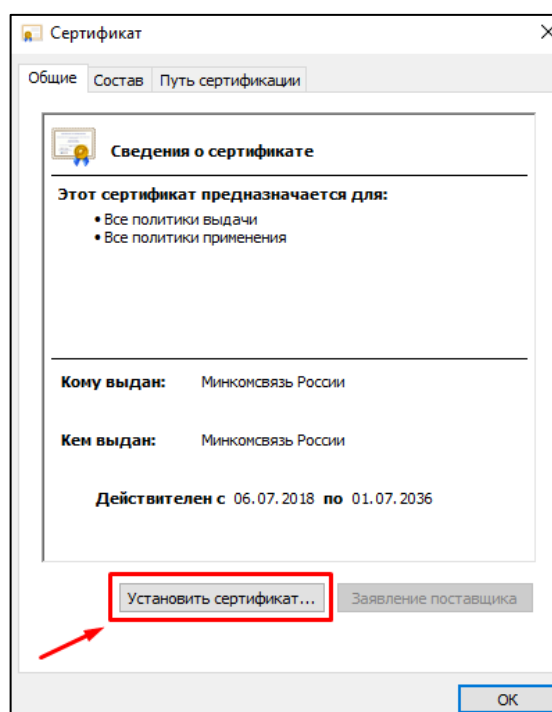 Сертификат
Общие Состав Путь сертификации
Сведения о сертификате
Этот сертификат предназначается для:
• Все политики выдачи
• Все политики применения
Кому выдан: Минкомсвязь России
Кем выдан: Минкомсвязь России
Действителен с 06.07.2018 по 01.07.2036
Установить сертификат... Заявление поставщика
ОК